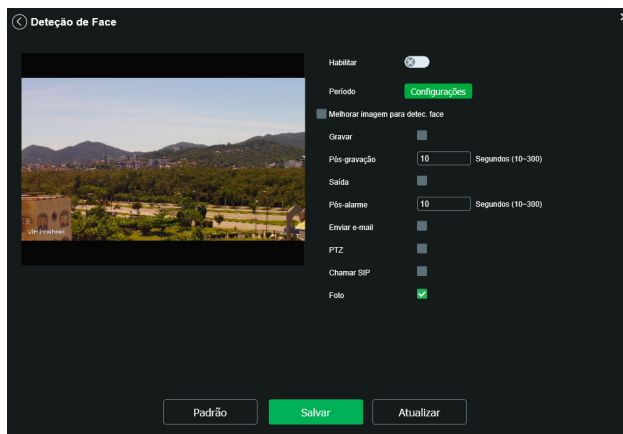 Deteção de Face
Habilitar
Período Configurações
Melhorar imagem para detec. face
Gravar
Pós-gravação 10 Segundos (10~300)
Saída
Pós-alarme 10 Segundos (10~300)
Enviar e-mail
PTZ
Chamar SIP
Foto
Padrão Salvar Atualizar